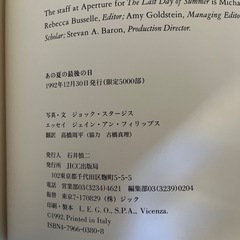 The staff at Aperture for The Last Day of Summer is Micha
Rebecca Busselle, Editor; Amy Goldstein, Managing Editor
Scholar; Stevan A. Baron, Production Director.
あの夏の最後の日
1992年12月30日発行(限定5000部)
写真・文 ジョック・スタージス
エッセイ ジェイン・アン・フィリップス
翻訳 高橋周平(協力 古橋真理)
発行人 石井慎二
発行所 JICC出版局
〒102 東京都千代田区麴町5-5-5
電話 営業部03(3234)4621 編集部03(3239)0204
振替 東京7-170829 (株)ジック
印刷・製本 L. E. G. O., S.P.A., Vicenza.
©1992, Printed in Italy
ISBN4-7966-0380-8